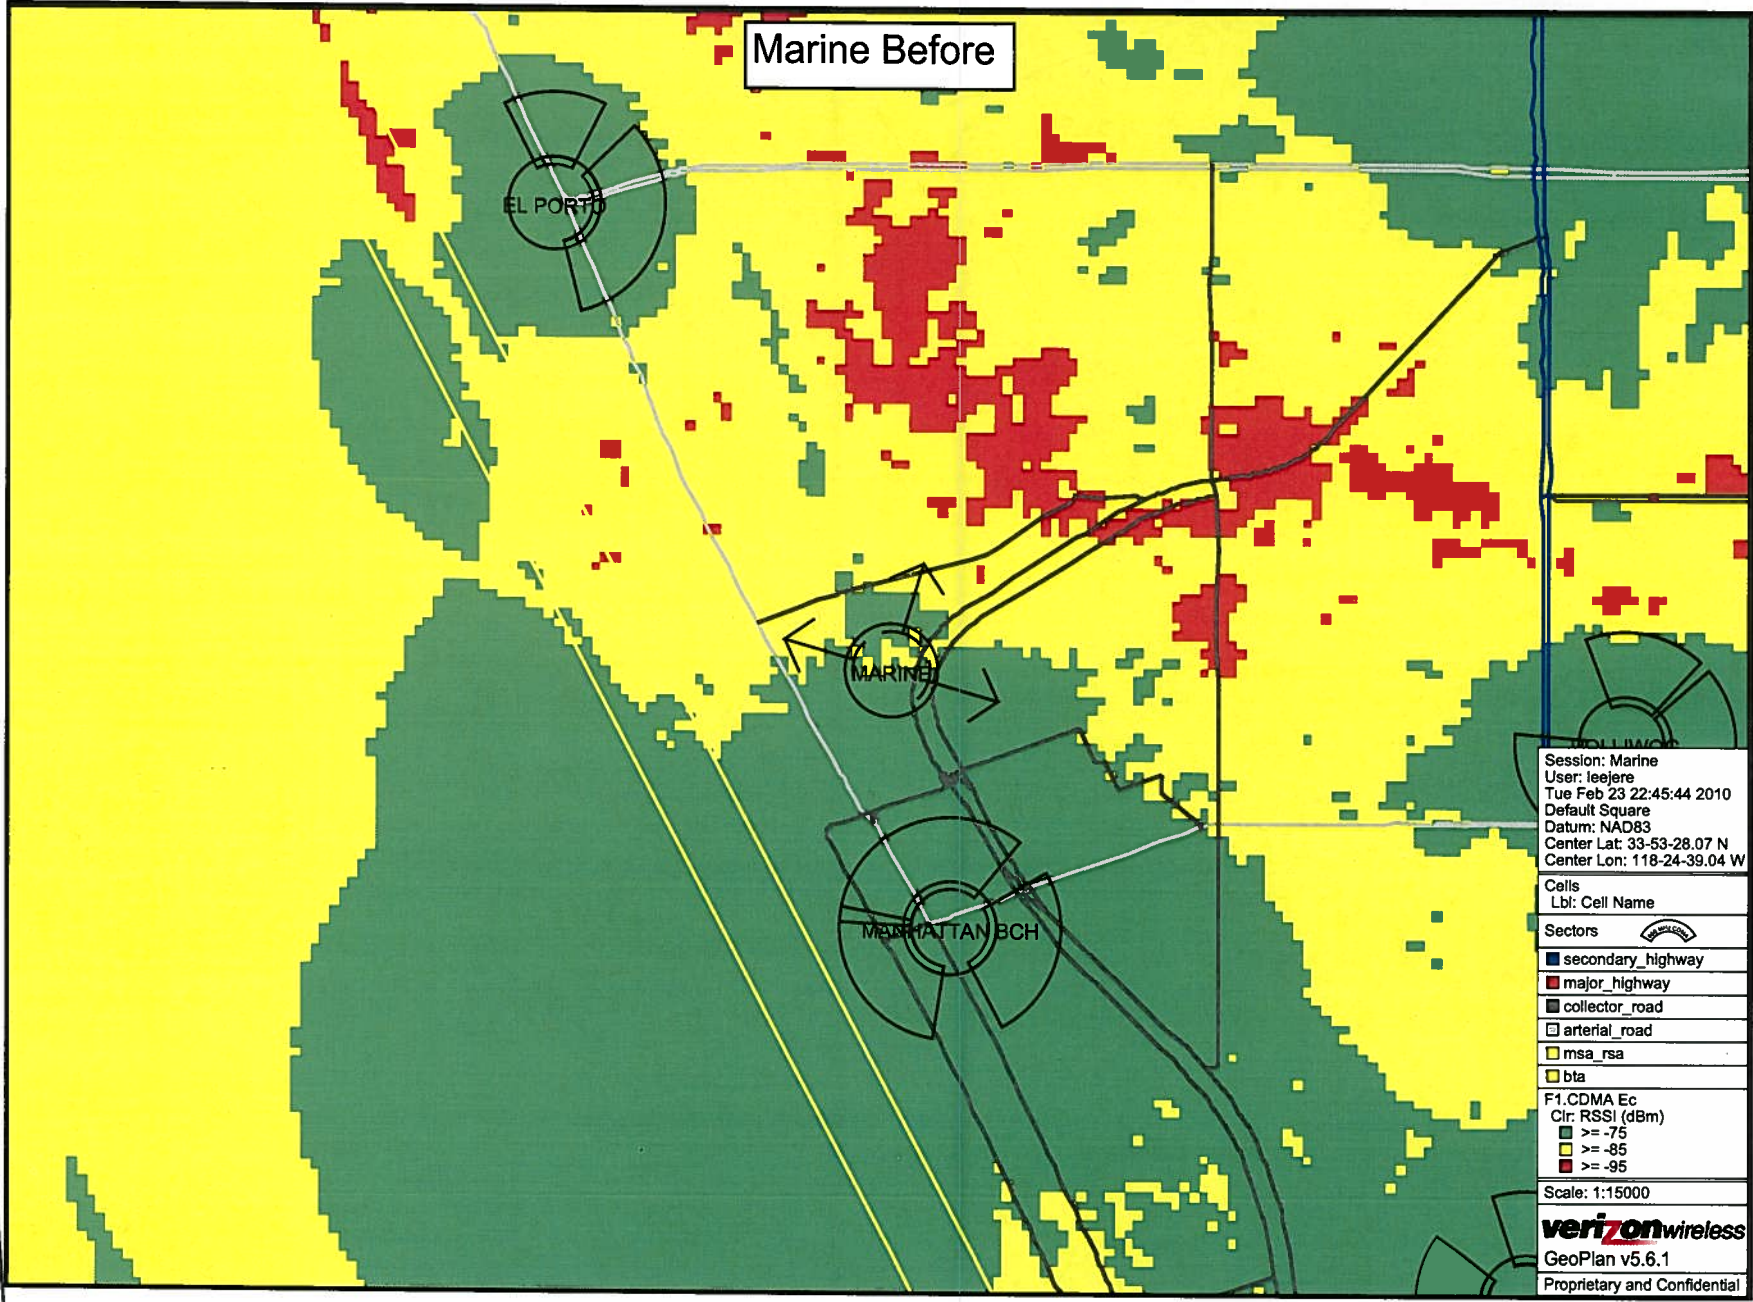 Marine Before
EL PORTO
MARINE
MANHATTAN BCH
Session: Marine
User: leejere
Tue Feb 23 22:45:44 2010
Default Square
Datum: NAD83
Center Lat: 33-53-28.07 N
Center Lon: 118-24-39.04 W
Cells
Lbl: Cell Name
Sectors
secondary_highway
major_highway
collector_road
arterial_road
msa_rsa
bta
F1.CDMA Ec
Clr: RSSI (dBm)
>= -75
>= -85
>= -95
Scale: 1:15000
verizonwireless
GeoPlan v5.6.1
Proprietary and Confidential